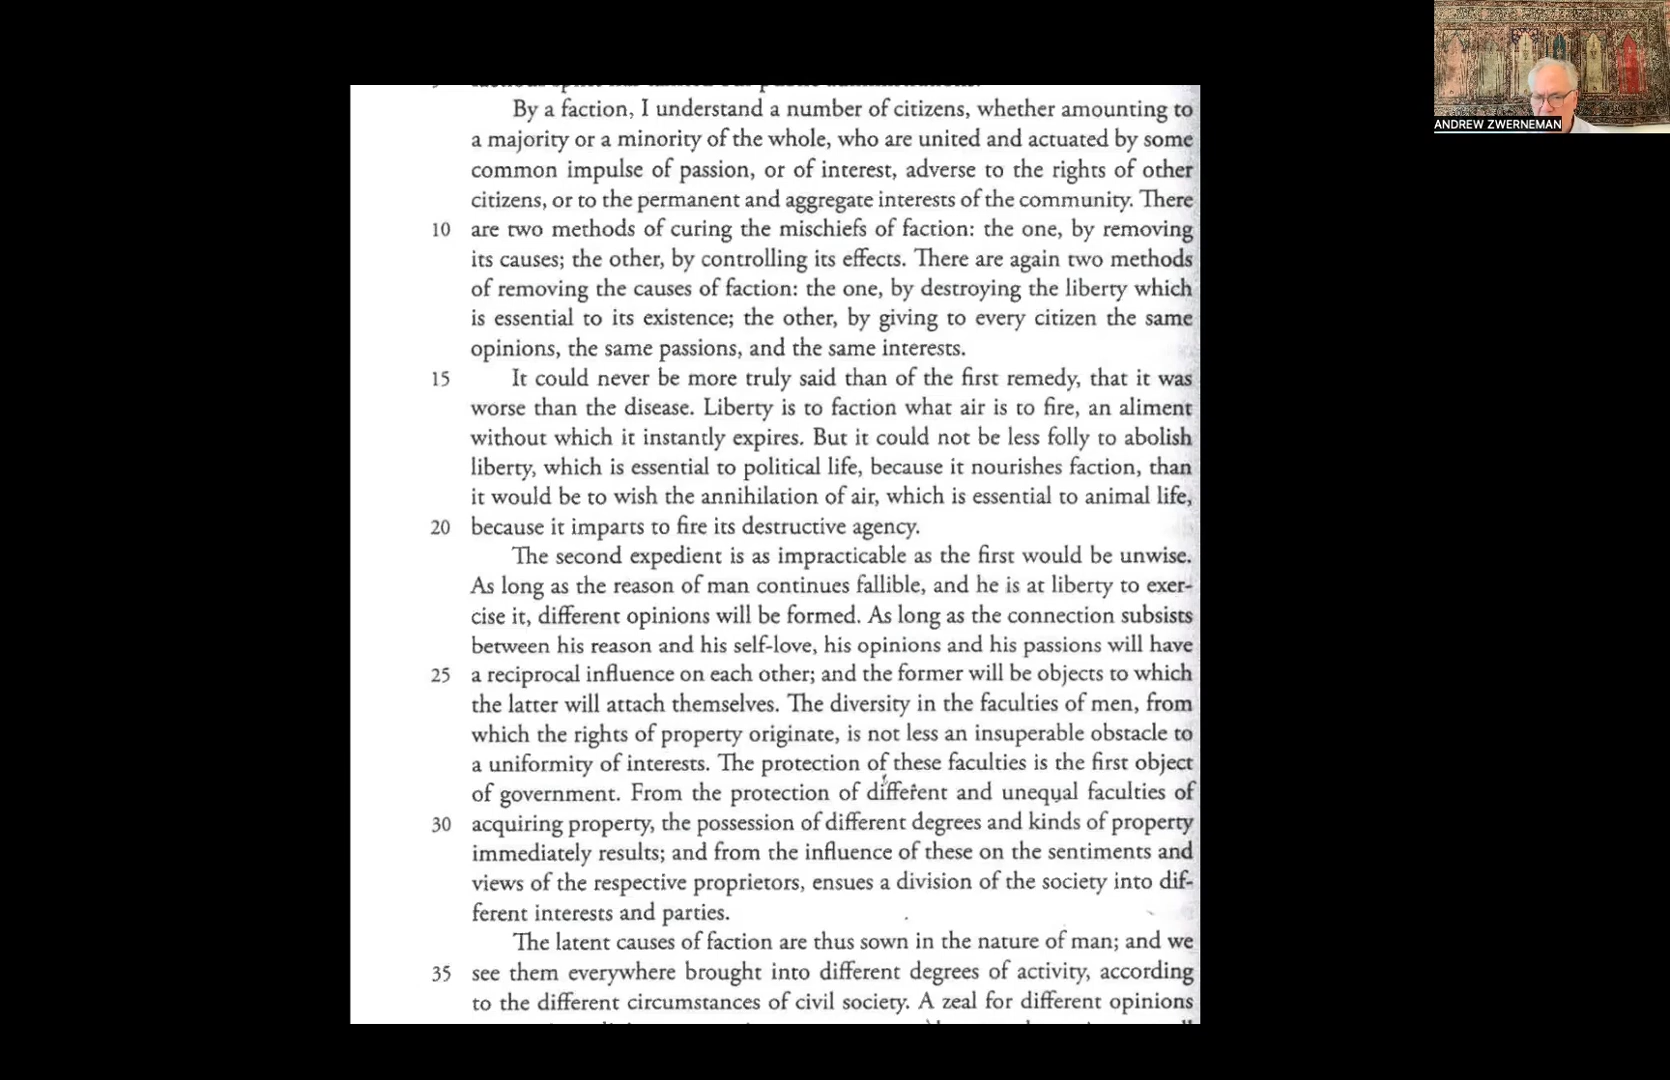 By a faction, I understand a number of citizens, whether amounting to
a majority or a minority of the whole, who are united and actuated by some
common impulse of passion, or of interest, adverse to the rights of other
citizens, or to the permanent and aggregate interests of the community. There
10 are two methods of curing the mischiefs of faction: the one, by removing
its causes; the other, by controlling its effects. There are again two methods
of removing the causes of faction: the one, by destroying the liberty which
is essential to its existence; the other, by giving to every citizen the same
opinions, the same passions, and the same interests.
15 It could never be more truly said than of the first remedy, that it was
worse than the disease. Liberty is to faction what air is to fire, an aliment
without which it instantly expires. But it could not be less folly to abolish
liberty, which is essential to political life, because it nourishes faction, than
it would be to wish the annihilation of air, which is essential to animal life,
20 because it imparts to fire its destructive agency.
The second expedient is as impracticable as the first would be unwise.
As long as the reason of man continues fallible, and he is at liberty to exer-
cise it, different opinions will be formed. As long as the connection subsists
between his reason and his self-love, his opinions and his passions will have
25 a reciprocal influence on each other; and the former will be objects to which
the latter will attach themselves. The diversity in the faculties of men, from
which the rights of property originate, is not less an insuperable obstacle to
a uniformity of interests. The protection of these faculties is the first object
of government. From the protection of different and unequal faculties of
30 acquiring property, the possession of different degrees and kinds of property
immediately results; and from the influence of these on the sentiments and
views of the respective proprietors, ensues a division of the society into dif-
ferent interests and parties.
The latent causes of faction are thus sown in the nature of man; and we
35 see them everywhere brought into different degrees of activity, according
to the different circumstances of civil society. A zeal for different opinions
ANDREW ZWERNEMAN